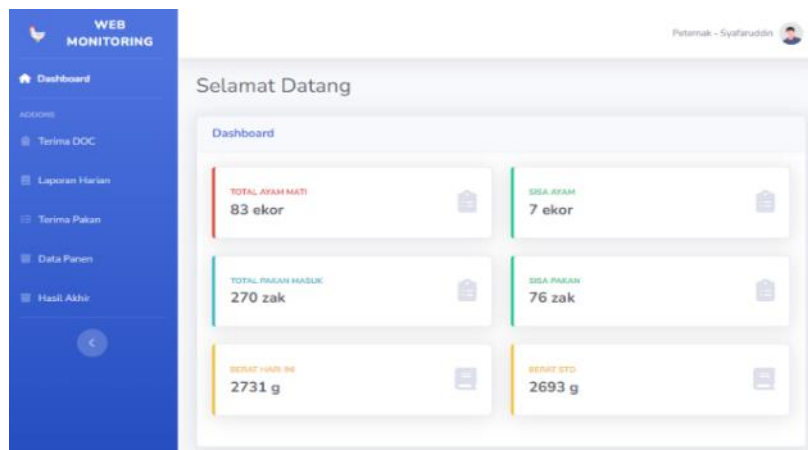 WEB
MONITORING
Peternak - Syafaruddin
Dashboard
Selamat Datang
ADDONS
Terima DOC
Laporan Harian
Terima Pakan
Data Panen
Hasil Akhir
Dashboard
TOTAL AYAM MATI
83 ekor
SISA AYAM
7 ekor
TOTAL PAKAN MASUK
270 zak
SISA PAKAN
76 zak
BERAT HARI INI
2731 g
BERAT STD
2693 g